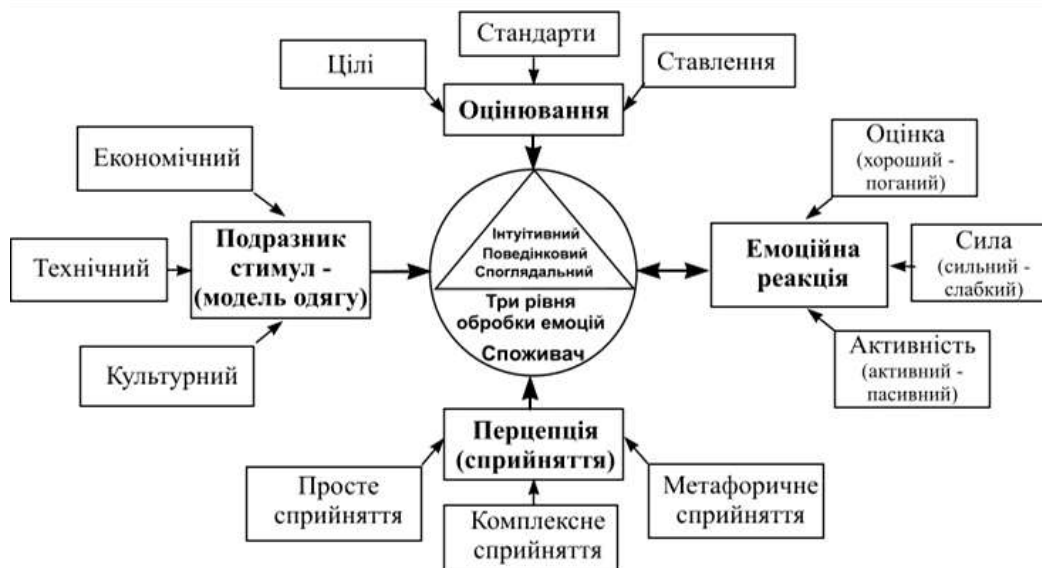 Стандарти
Цілі
Ставлення
Оцінювання
Економічний
Технічний
Культурний
Подразник
стимул -
(модель одягу)
Інтуїтивний
Поведінковий
Споглядальний
Три рівня
обробки емоцій
Споживач
Емоційна
реакція
Оцінка
(хороший -
поганий)
Сила
(сильний -
слабкий)
Активність
(активний -
пасивний)
Перцепція
(сприйняття)
Просте
сприйняття
Комплексне
сприйняття
Метафоричне
сприйняття